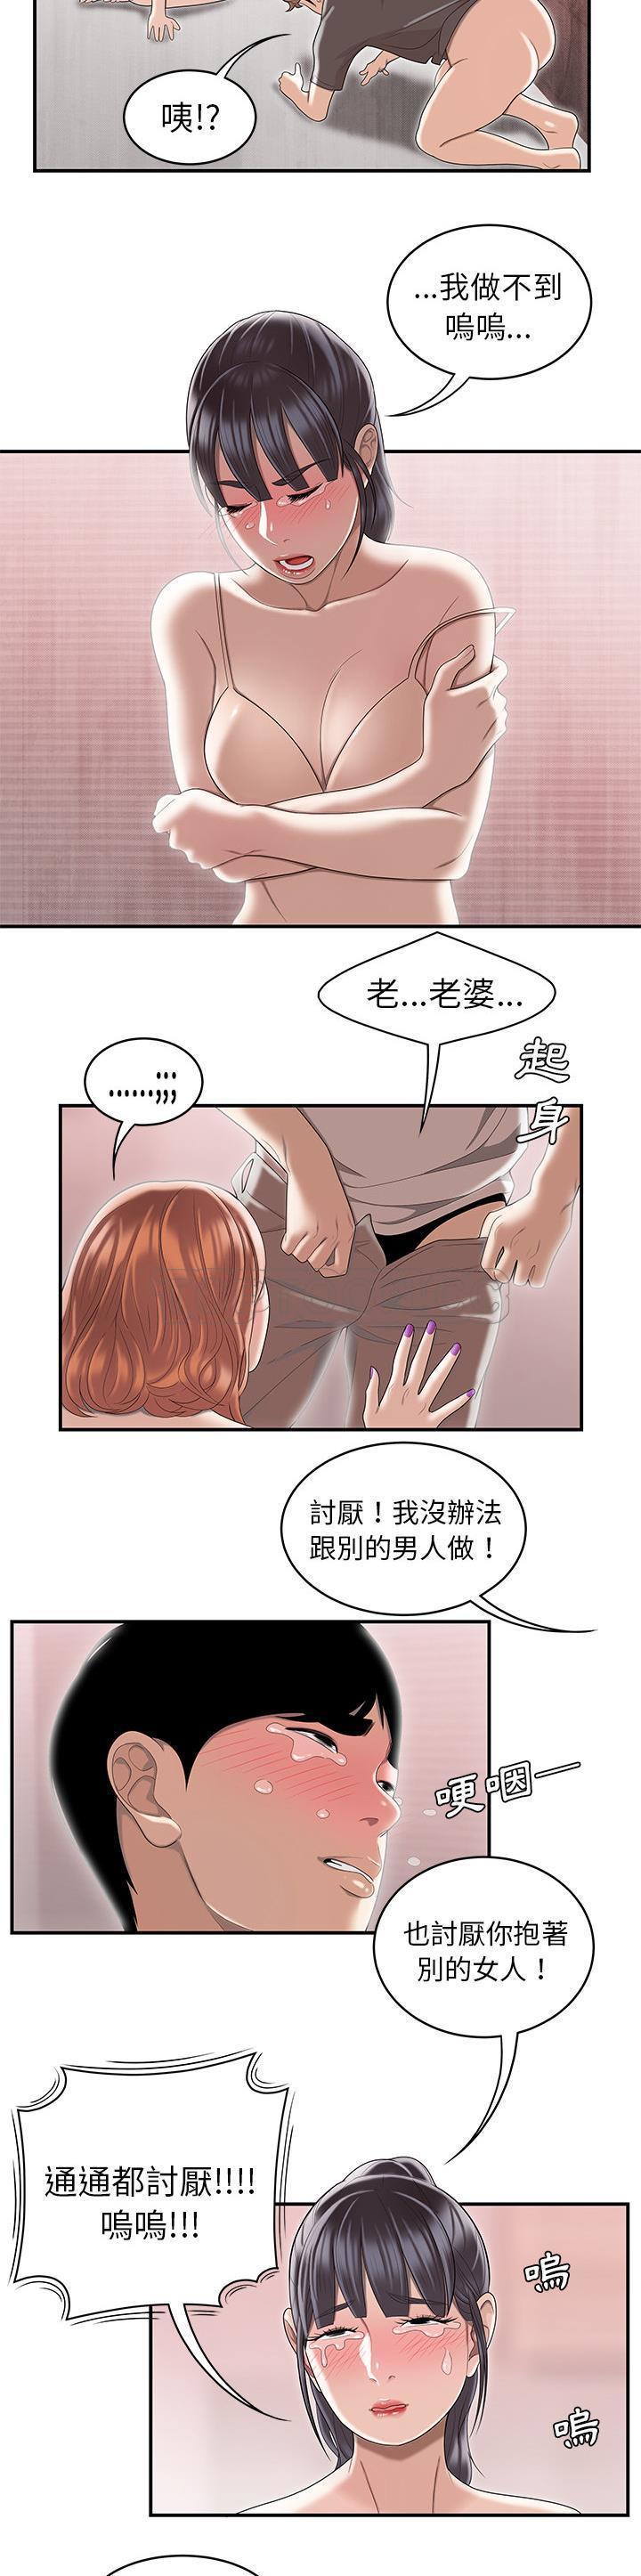 咦!?
...我做不到
嗚嗚...
老...老婆...
起
身
討厭！我沒辦法
跟別的男人做！
哽咽一
也討厭你抱著
別的女人！
通通都討厭!!!!
嗚嗚!!!
嗚
嗚